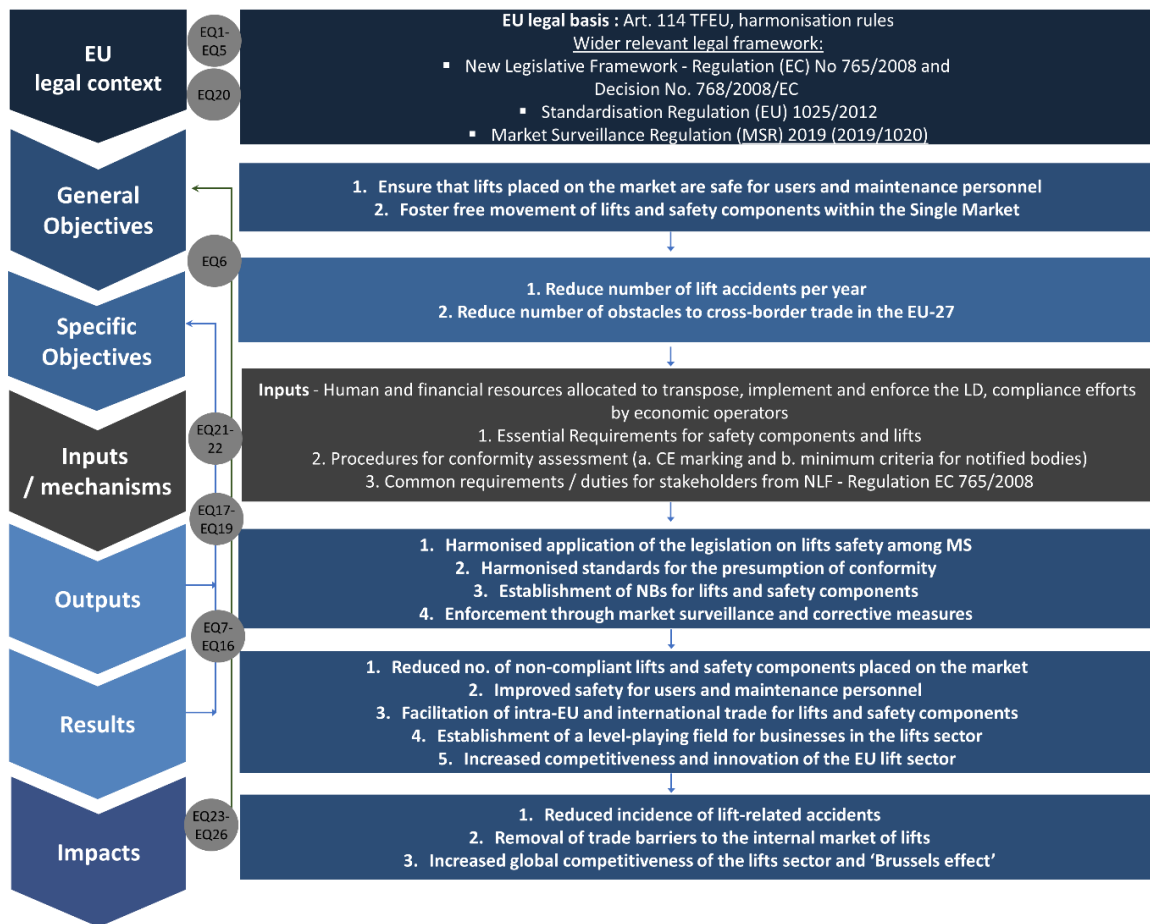 EU
legal context
EQ1-
EQ5
EQ20
EU legal basis : Art. 114 TFEU, harmonisation rules
Wider relevant legal framework:
▪ New Legislative Framework - Regulation (EC) No 765/2008 and
Decision No. 768/2008/EC
▪ Standardisation Regulation (EU) 1025/2012
▪ Market Surveillance Regulation (MSR) 2019 (2019/1020)
General
Objectives
1. Ensure that lifts placed on the market are safe for users and maintenance personnel
2. Foster free movement of lifts and safety components within the Single Market
EQ6
Specific
Objectives
1. Reduce number of lift accidents per year
2. Reduce number of obstacles to cross-border trade in the EU-27
Inputs
/ mechanisms
EQ21-
22
Inputs - Human and financial resources allocated to transpose, implement and enforce the LD, compliance efforts
by economic operators
1. Essential Requirements for safety components and lifts
2. Procedures for conformity assessment (a. CE marking and b. minimum criteria for notified bodies)
3. Common requirements / duties for stakeholders from NLF - Regulation EC 765/2008
EQ17-
EQ19
Outputs
1. Harmonised application of the legislation on lifts safety among MS
2. Harmonised standards for the presumption of conformity
3. Establishment of NBs for lifts and safety components
4. Enforcement through market surveillance and corrective measures
EQ7-
EQ16
Results
1. Reduced no. of non-compliant lifts and safety components placed on the market
2. Improved safety for users and maintenance personnel
3. Facilitation of intra-EU and international trade for lifts and safety components
4. Establishment of a level-playing field for businesses in the lifts sector
5. Increased competitiveness and innovation of the EU lift sector
EQ23-
EQ26
Impacts
1. Reduced incidence of lift-related accidents
2. Removal of trade barriers to the internal market of lifts
3. Increased global competitiveness of the lifts sector and ‘Brussels effect’